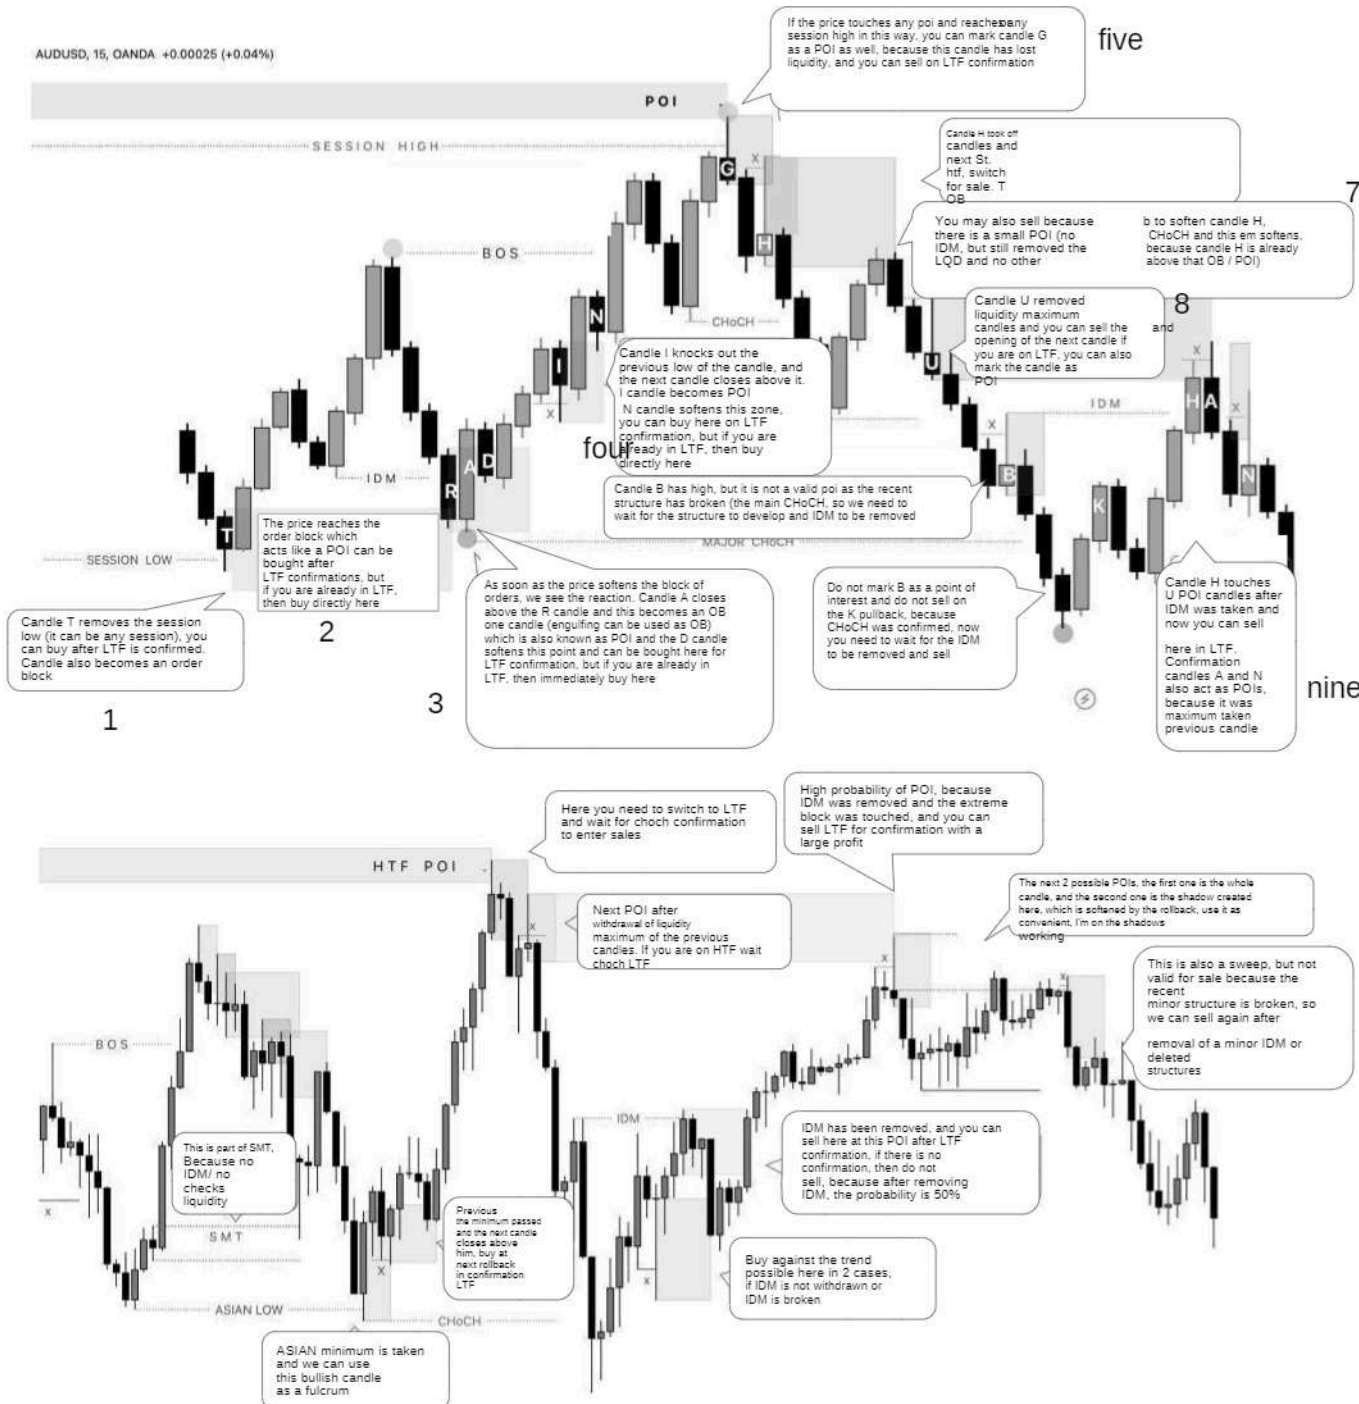 AUDUSD, 15, OANDA +0.00025 (+0.04%)
If the price touches any poi and reaches any
session high in this way, you can mark candle G
as a POI as well, because this candle has lost
liquidity, and you can sell on LTF confirmation
five
POI
SESSION HIGH
Candle H took off
candles and
next St.
htf, switch
for sale. T
OB
7
You may also sell because
there is a small POI (no
IDM, but still removed the
LQD and no other
b to soften candle H,
CHoCH and this em softens,
because candle H is already
above that OB / POI)
X
G
H
BOS
8
Candle U removed
liquidity maximum
candles and you can sell the and
opening of the next candle if
you are on LTF, you can also
mark the candle as
POI
N
CHoCH
Candle I knocks out the
previous low of the candle, and
the next candle closes above it.
I candle becomes POI
N candle softens this zone,
you can buy here on LTF
confirmation, but if you are
already in LTF, then buy
directly here
I
X
U
X
H A
IDM
X
X
four
IDM
R
A
D
B
N
K
Candle B has high, but it is not a valid poi as the recent
structure has broken (the main CHoCH, so we need to
wait for the structure to develop and IDM to be removed
T
The price reaches the
order block which
acts like a POI can be
bought after
LTF confirmations, but
if you are already in LTF,
then buy directly here
MAJOR CHoCH
SESSION LOW
As soon as the price softens the block of
orders, we see the reaction. Candle A closes
above the R candle and this becomes an OB
one candle (engulfing can be used as OB)
which is also known as POI and the D candle
softens this point and can be bought here for
LTF confirmation, but if you are already in
LTF, then immediately buy here
Do not mark B as a point of
interest and do not sell on
the K pullback, because
CHoCH was confirmed, now
you need to wait for the IDM
to be removed and sell
Candle H touches
U POI candles after
IDM was taken and
now you can sell
here in LTF.
Confirmation
candles A and N
also act as POIs,
because it was
maximum taken
previous candle
nine
Candle T removes the session
low (it can be any session), you
can buy after LTF is confirmed.
Candle also becomes an order
block
2
3
1
Here you need to switch to LTF
and wait for choch confirmation
to enter sales
High probability of POI, because
IDM was removed and the extreme
block was touched, and you can
sell LTF for confirmation with a
large profit
HTF POI
The next 2 possible POIs, the first one is the whole
candle, and the second one is the shadow created
here, which is softened by the rollback, use it as
convenient, I'm on the shadows
working
Next POI after
withdrawal of liquidity
maximum of the previous
candles. If you are on HTF wait
choch LTF
X
X
X
This is also a sweep, but not
valid for sale because the
recent
minor structure is broken, so
we can sell again after
removal of a minor IDM or
deleted
structures
BOS
This is part of SMT,
Because no
IDM/ no
checks
liquidity
IDM
IDM has been removed, and you can
sell here at this POI after LTF
confirmation, if there is no
confirmation, then do not
sell, because after removing
IDM, the probability is 50%
X
SMT
Previous
the minimum passed
and the next candle
closes above
him, buy at
next rollback
in confirmation
LTF
X
X
Buy against the trend
possible here in 2 cases,
if IDM is not withdrawn or
IDM is broken
ASIAN LOW
CHoCH
ASIAN minimum is taken
and we can use
this bullish candle
as a fulcrum